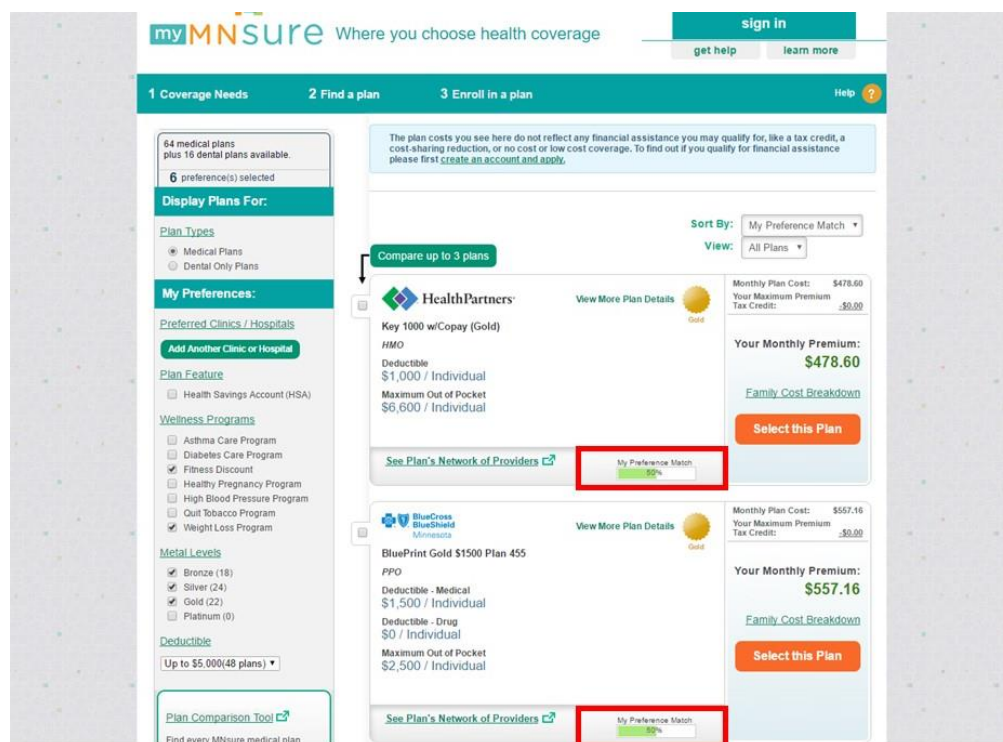 my MNsure Where you choose health coverage
sign in
get help learn more
1 Coverage Needs 2 Find a plan 3 Enroll in a plan Help ?
64 medical plans
plus 16 dental plans available.
6 preference(s) selected
Display Plans For:
Plan Types
Medical Plans
Dental Only Plans
My Preferences:
Preferred Clinics / Hospitals
Add Another Clinic or Hospital
Plan Feature
Health Savings Account (HSA)
Wellness Programs
Asthma Care Program
Diabetes Care Program
Fitness Discount
Healthy Pregnancy Program
High Blood Pressure Program
Quit Tobacco Program
Weight Loss Program
Metal Levels
Bronze (18)
Silver (24)
Gold (22)
Platinum (0)
Deductible
Up to $5,000(48 plans)
Plan Comparison Tool
Find every MNsure medical plan
The plan costs you see here do not reflect any financial assistance you may qualify for, like a tax credit, a
cost-sharing reduction, or no cost or low cost coverage. To find out if you qualify for financial assistance
please first create an account and apply.
Sort By: My Preference Match
View: All Plans
Compare up to 3 plans
HealthPartners
View More Plan Details
Gold
Key 1000 w/Copay (Gold)
HMO
Deductible
$1,000 / Individual
Maximum Out of Pocket
$6,600 / Individual
See Plan's Network of Providers
My Preference Match
50%
Monthly Plan Cost: $478.60
Your Maximum Premium
Tax Credit: -$0.00
Your Monthly Premium:
$478.60
Family Cost Breakdown
Select this Plan
BlueCross
BlueShield
Minnesota
View More Plan Details
Gold
BluePrint Gold $1500 Plan 455
PPO
Deductible - Medical
$1,500 / Individual
Deductible - Drug
$0 / Individual
Maximum Out of Pocket
$2,500 / Individual
See Plan's Network of Providers
My Preference Match
50%
Monthly Plan Cost: $557.16
Your Maximum Premium
Tax Credit: -$0.00
Your Monthly Premium:
$557.16
Family Cost Breakdown
Select this Plan